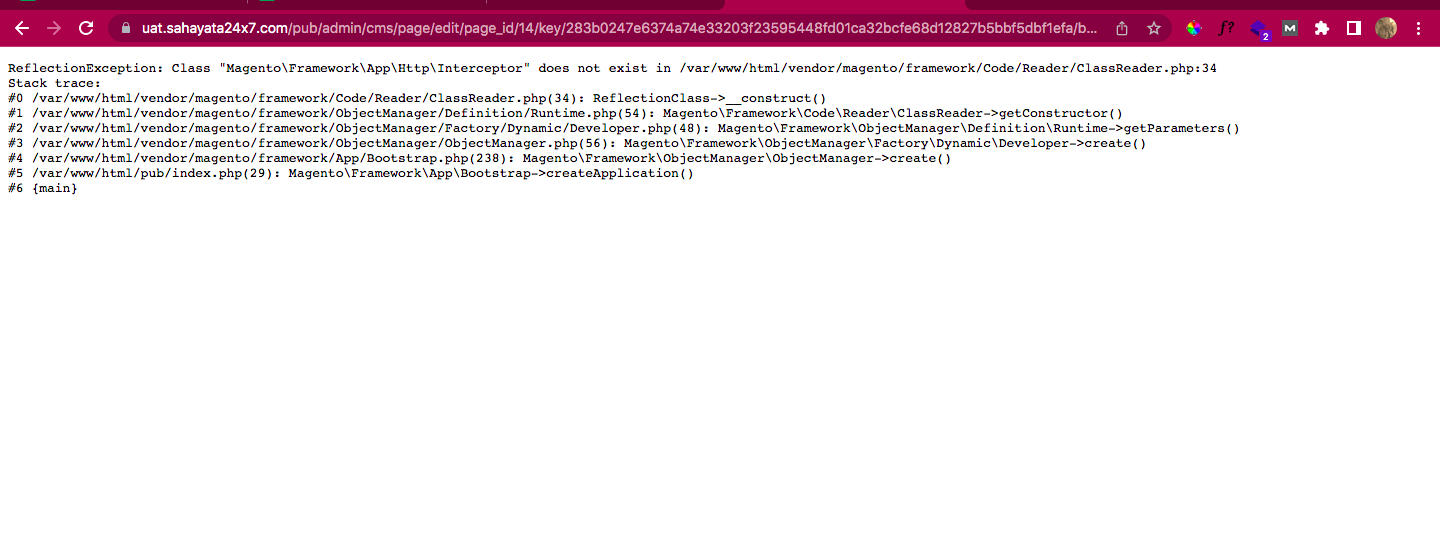 uat.sahayata24x7.com/pub/admin/cms/page/edit/page_id/14/key/283b0247e6374a74e33203f23595448fd01ca32bcfe68d12827b5bbf5dbf1efa/b...
f?
2
M
ReflectionException: Class "Magento\Framework\App\Http\Interceptor" does not exist in /var/www/html/vendor/magento/framework/Code/Reader/ClassReader.php:34
Stack trace:
#0 /var/www/html/vendor/magento/framework/Code/Reader/ClassReader.php(34): ReflectionClass->__construct()
#1 /var/www/html/vendor/magento/framework/ObjectManager/Definition/Runtime.php(54): Magento\Framework\Code\Reader\ClassReader->getConstructor()
#2 /var/www/html/vendor/magento/framework/ObjectManager/Factory/Dynamic/Developer.php(48): Magento\Framework\ObjectManager\Definition\Runtime->getParameters()
#3 /var/www/html/vendor/magento/framework/ObjectManager/ObjectManager.php(56): Magento\Framework\ObjectManager\Factory\Dynamic\Developer->create()
#4 /var/www/html/vendor/magento/framework/App/Bootstrap.php(238): Magento\Framework\ObjectManager\ObjectManager->create()
#5 /var/www/html/pub/index.php(29): Magento\Framework\App\Bootstrap->createApplication()
#6 {main}